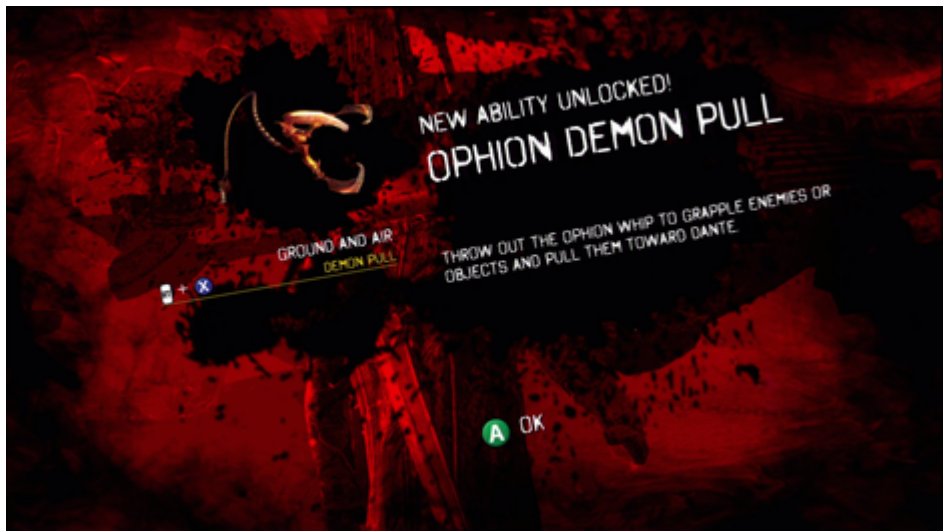 NEW ABILITY UNLOCKED!
OPHION DEMON PULL
GROUND AND AIR
DEMON PULL
+ X
THROW OUT THE OPHION WHIP TO GRAPPLE ENEMIES OR
OBJECTS AND PULL THEM TOWARD DANTE.
A OK